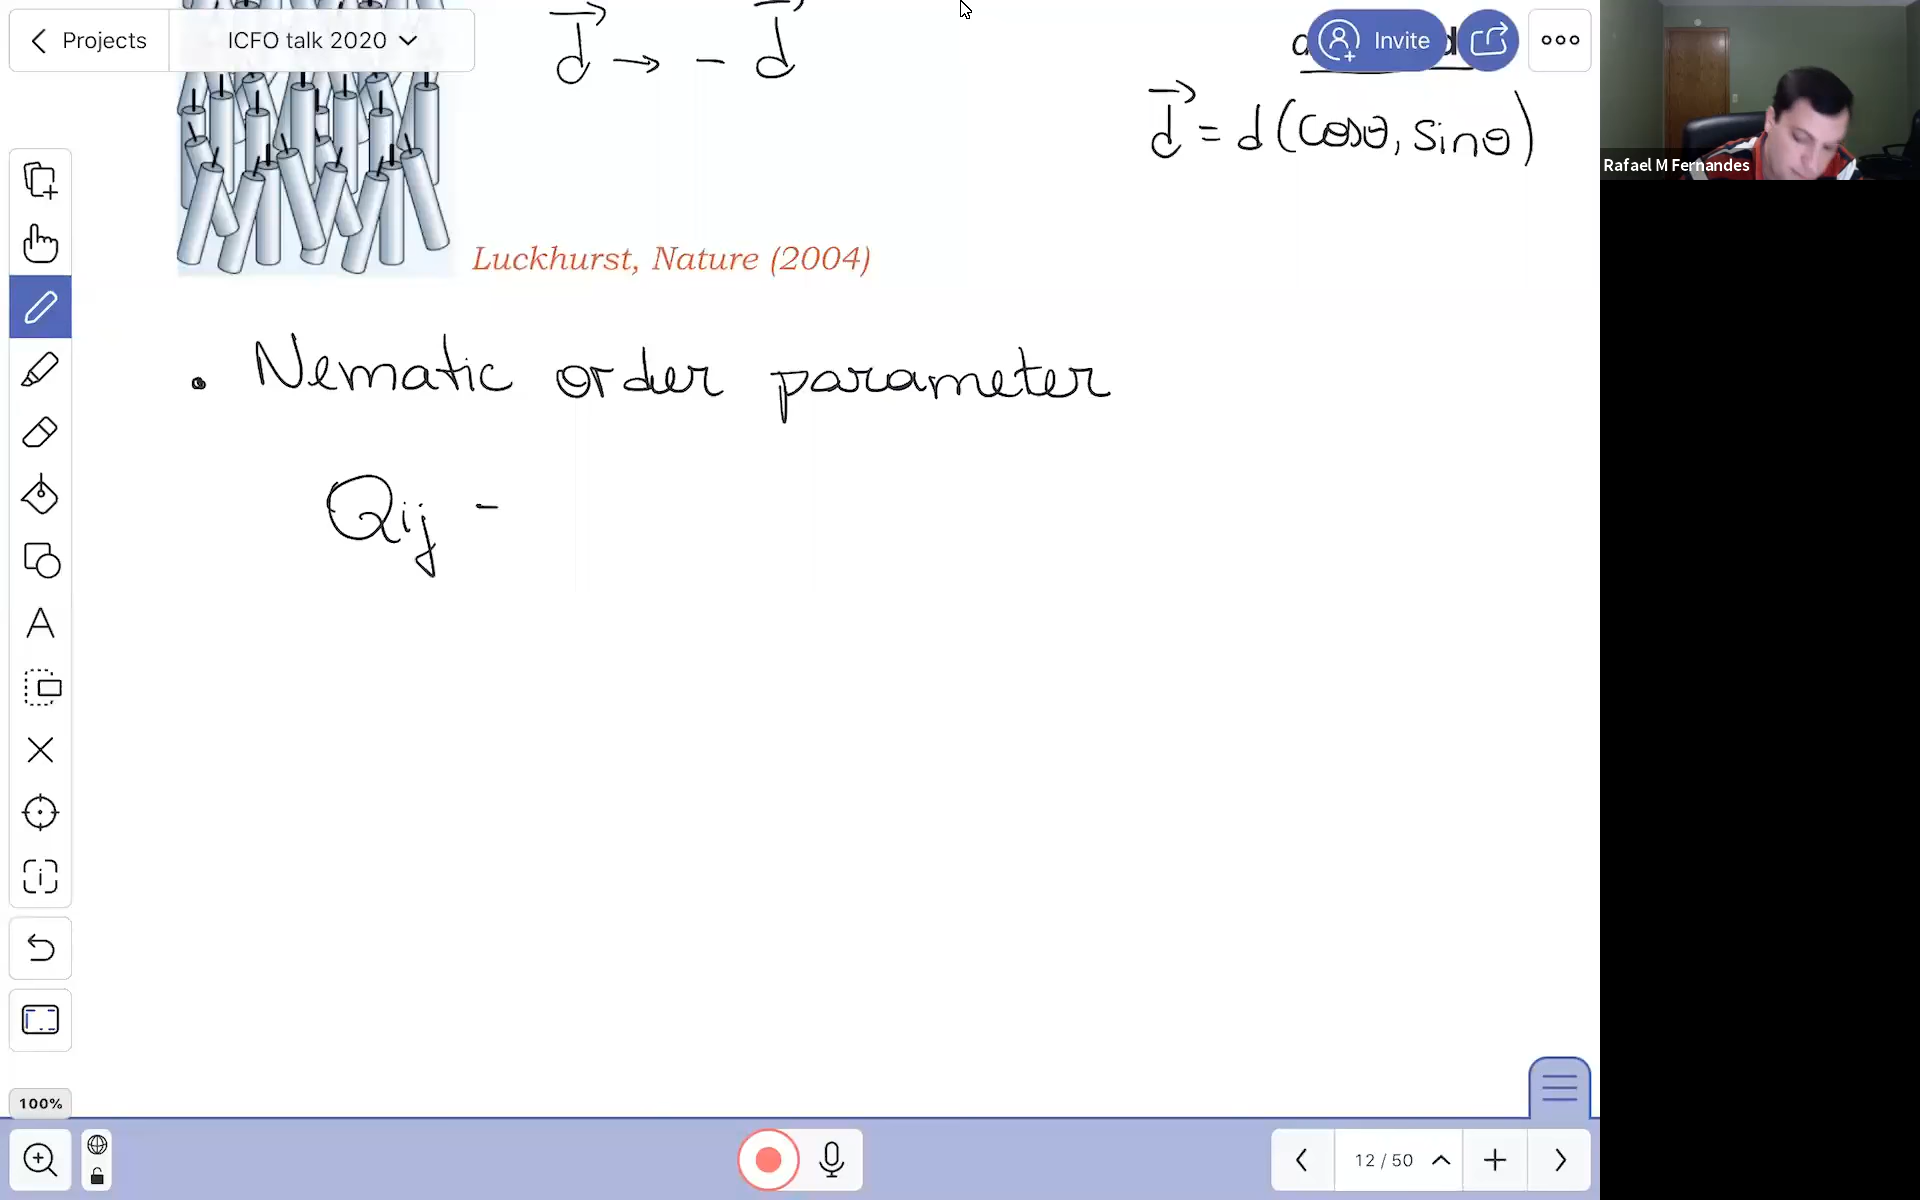 Projects
ICFO talk 2020
d → - d
Invite
d = d(cosθ, sinθ)
Rafael M Fernandes
Luckhurst, Nature (2004)
• Nematic order parameter
Qij -
A
100%
12 / 50